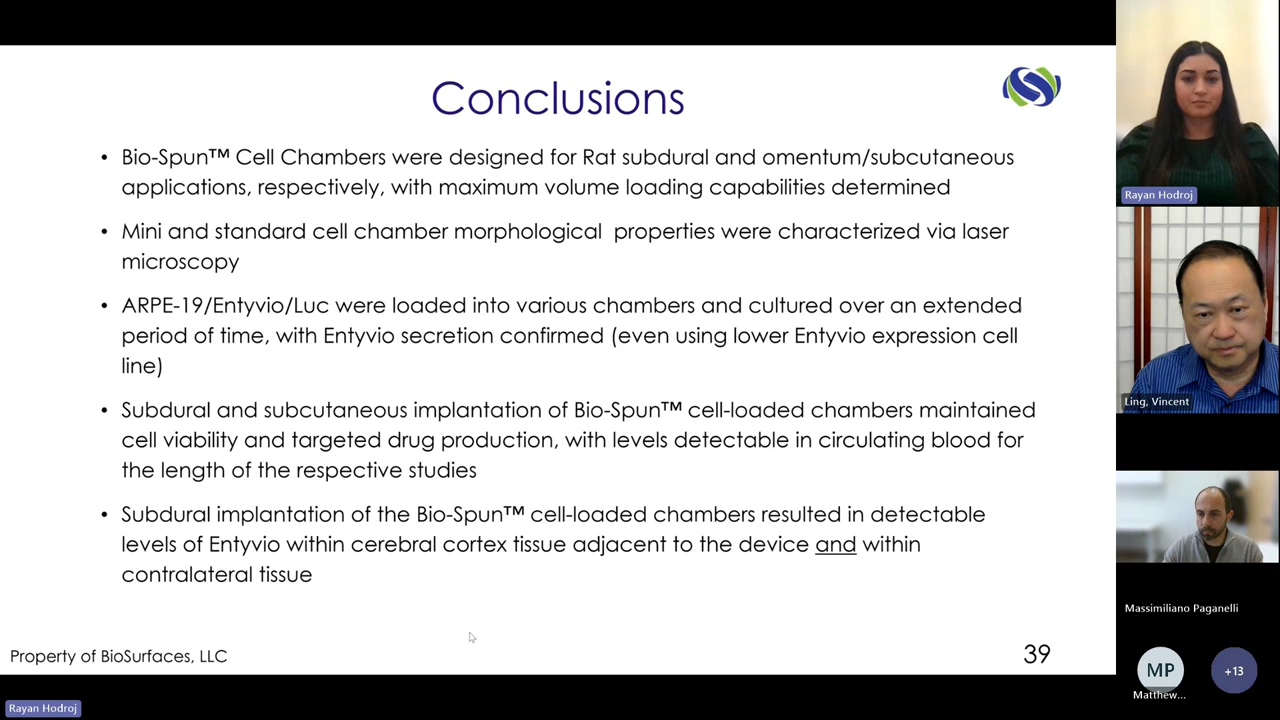 Conclusions
• Bio-Spun™ Cell Chambers were designed for Rat subdural and omentum/subcutaneous
applications, respectively, with maximum volume loading capabilities determined
• Mini and standard cell chamber morphological properties were characterized via laser
microscopy
• ARPE-19/Entyvio/Luc were loaded into various chambers and cultured over an extended
period of time, with Entyvio secretion confirmed (even using lower Entyvio expression cell
line)
• Subdural and subcutaneous implantation of Bio-Spun™ cell-loaded chambers maintained
cell viability and targeted drug production, with levels detectable in circulating blood for
the length of the respective studies
• Subdural implantation of the Bio-Spun™ cell-loaded chambers resulted in detectable
levels of Entyvio within cerebral cortex tissue adjacent to the device and within
contralateral tissue
Property of BioSurfaces, LLC
39
Rayan Hodroj
Rayan Hodroj
Ling, Vincent
Massimiliano Paganelli
MP
Matthew...
+13